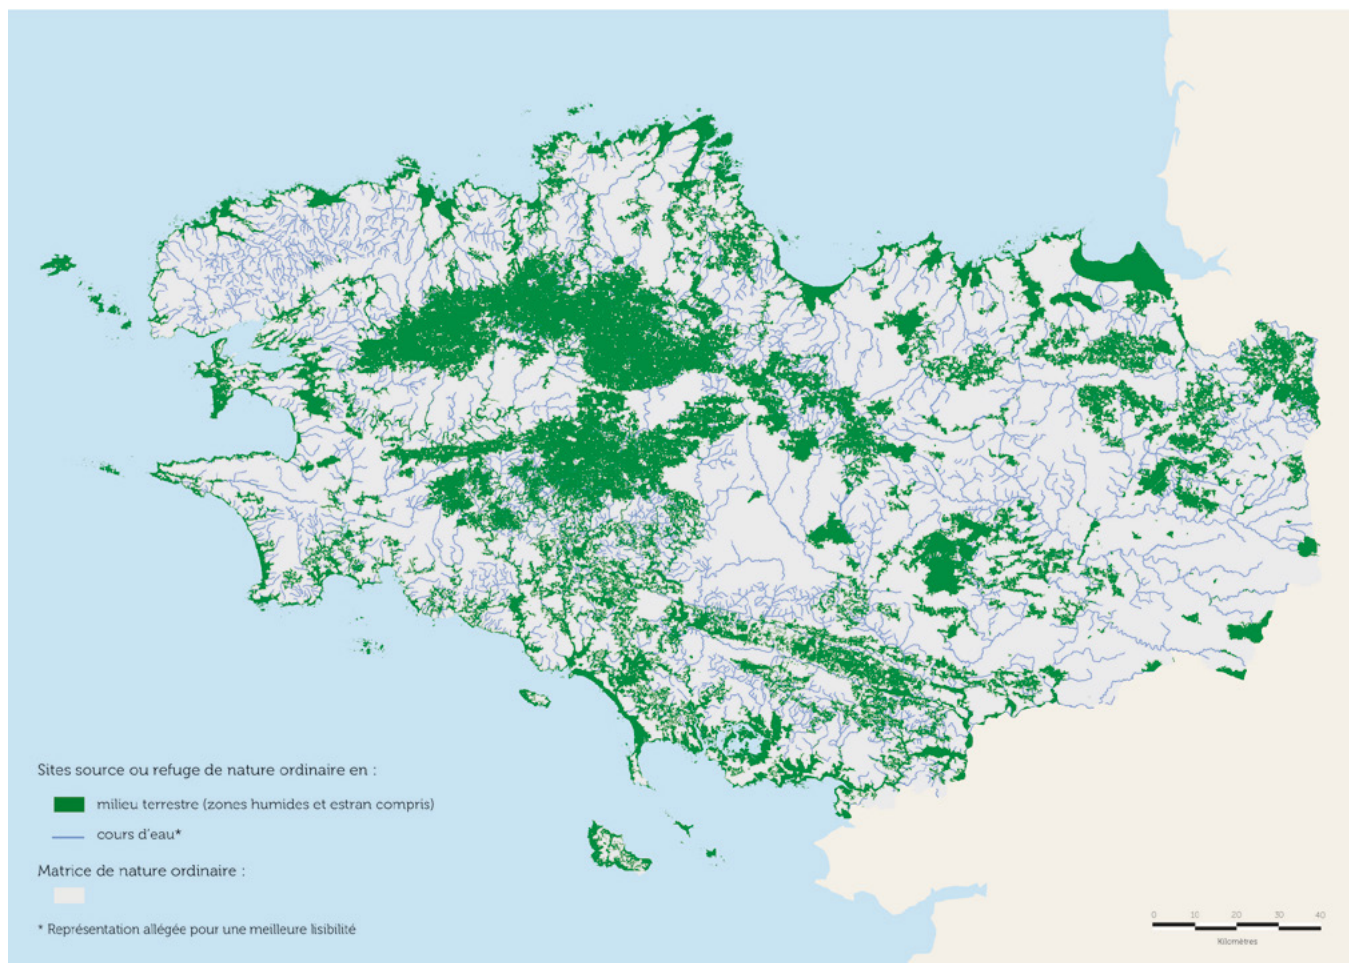 Sites source ou refuge de nature ordinaire en :
milieu terrestre (zones humides et estran compris)
cours d'eau*
Matrice de nature ordinaire :
* Représentation allégée pour une meilleure lisibilité
0 10 20 30 40
Kilomètres